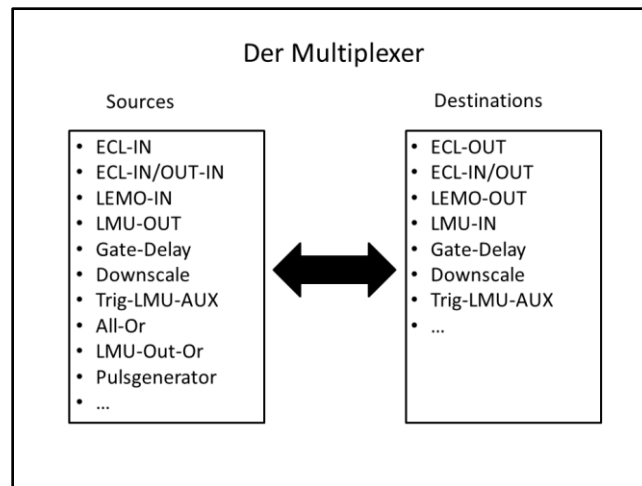 Der Multiplexer
Sources
• ECL-IN
• ECL-IN/OUT-IN
• LEMO-IN
• LMU-OUT
• Gate-Delay
• Downscale
• Trig-LMU-AUX
• All-Or
• LMU-Out-Or
• Pulsgenerator
• ...
Destinations
• ECL-OUT
• ECL-IN/OUT
• LEMO-OUT
• LMU-IN
• Gate-Delay
• Downscale
• Trig-LMU-AUX
• ...